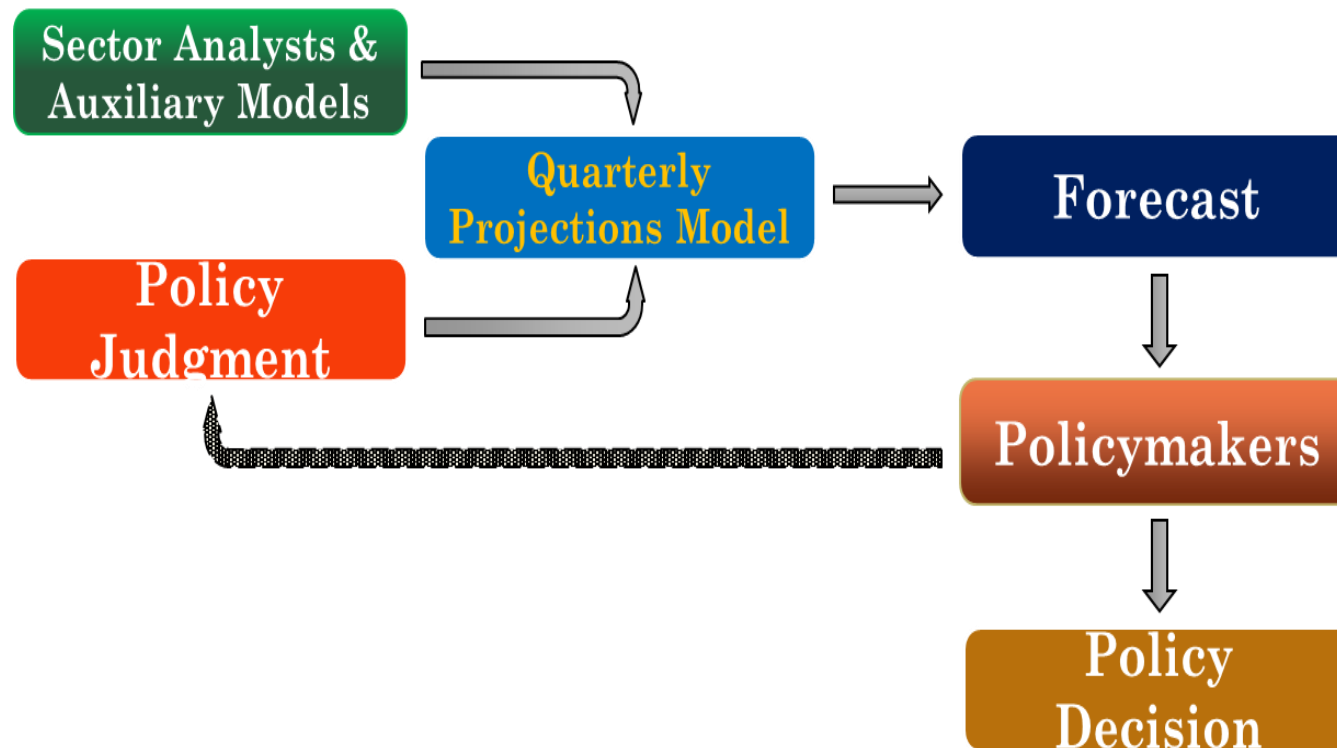 Sector Analysts &
Auxiliary Models
Quarterly
Projections Model
Forecast
Policy
Judgment
Policymakers
Policy
Decision